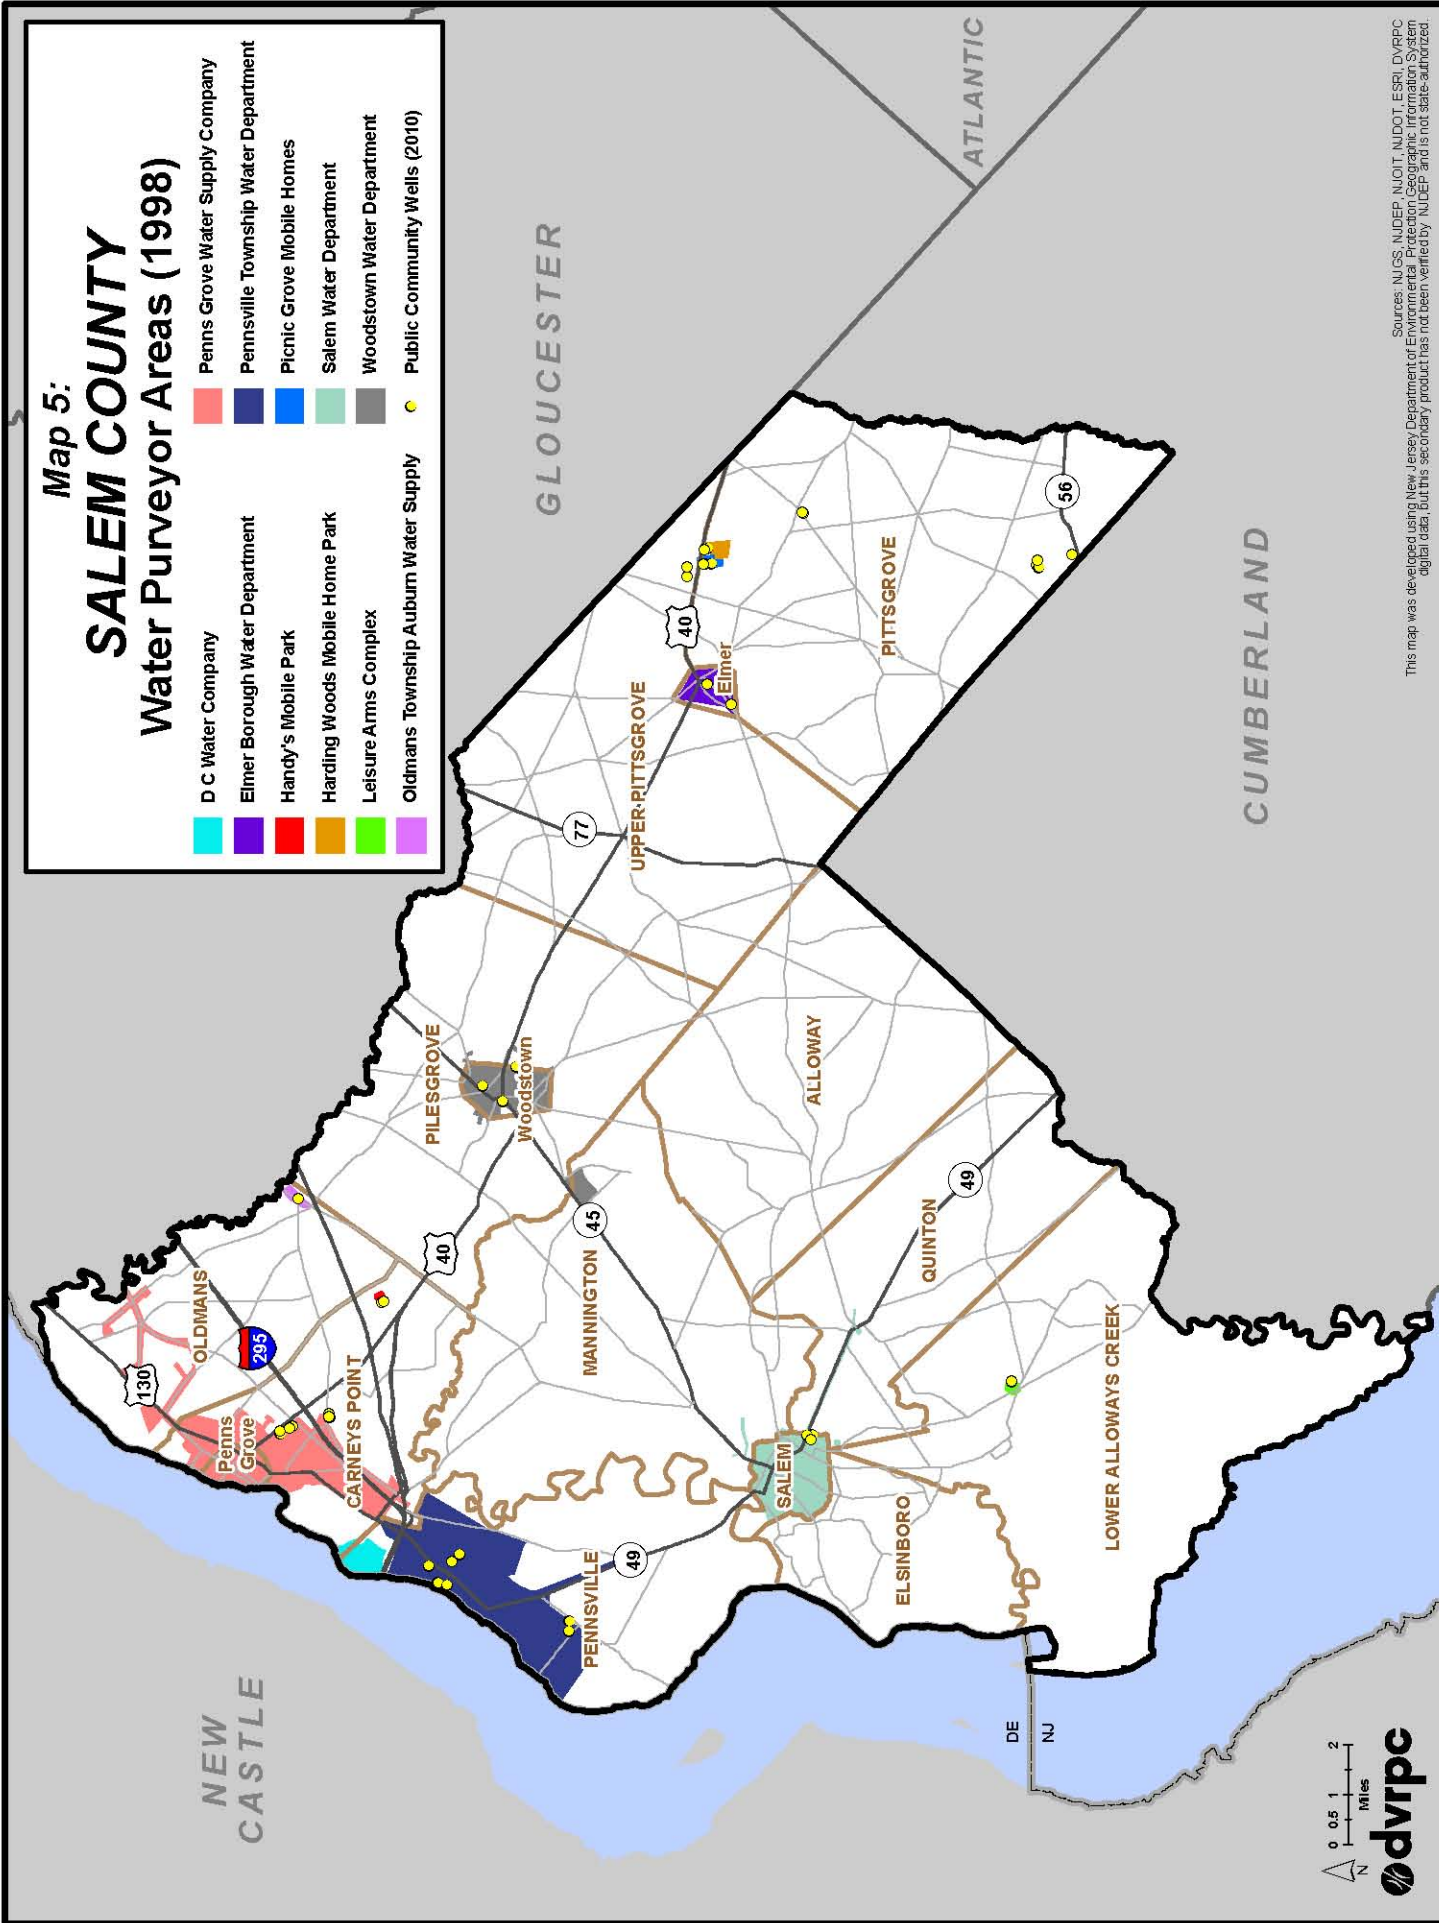 Map 5:
SALEM COUNTY
Water Purveyor Areas (1998)
D C Water Company
Elmer Borough Water Department
Handy's Mobile Park
Harding Woods Mobile Home Park
Leisure Arms Complex
Oldmans Township Auburn Water Supply
Penns Grove Water Supply Company
Pennsville Township Water Department
Picnic Grove Mobile Homes
Salem Water Department
Woodstown Water Department
Public Community Wells (2010)
NEW
CASTLE
GLOUCESTER
ATLANTIC
CUMBERLAND
130
OLDMANS
295
Penns
Grove
CARNEYS POINT
40
PILESGROVE
Woodstown
77
UPPER PITTSGROVE
40
Elmer
PITTSGROVE
56
PENNSVILLE
49
MANNINGTON
45
ALLOWAY
SALEM
QUINTON
49
ELSINBORO
LOWER ALLOWAYS CREEK
DE
NJ
0 0.5 1 2
Miles
N
dvrpc
Sources: NJGS, NJDEP, NJOIT, NJDOT, ESRI, DVRPC
This map was developed using New Jersey Department of Environmental Protection Geographic Information System
digital data, but this secondary product has not been verified by NJDEP and is not state-authorized.